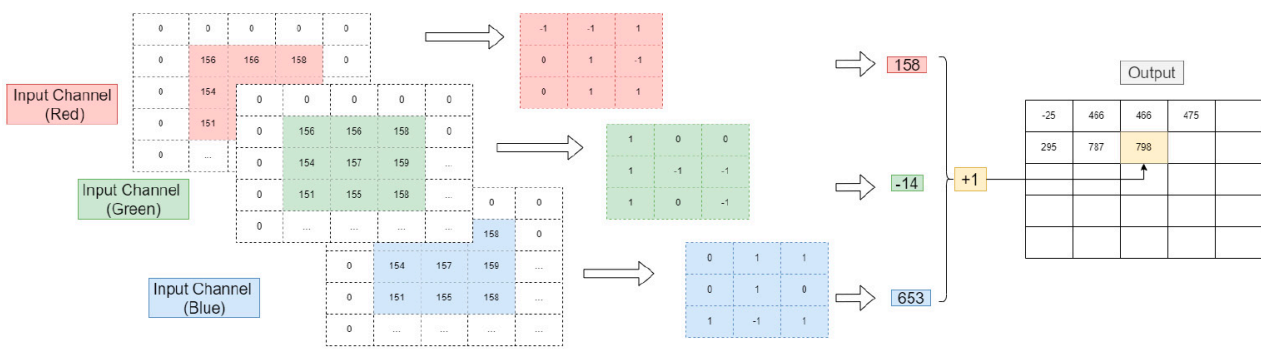 0 0 0 0 0
0 156 156 158 0
0 154
0 151
0 ...
Input Channel
(Red)
-1 -1 1
0 1 -1
0 1 1
158
0 0 0 0 0
0 156 156 158 0
0 154 157 159 ...
0 151 155 158 ...
0 ... ... ... ...
Input Channel
(Green)
1 0 0
1 -1 -1
1 0 -1
-14
0 0
158 0
0 154 157 159 ...
0 151 155 158 ...
0 ... ... ... ...
Input Channel
(Blue)
0 1 1
0 1 0
1 -1 1
653
+1
Output
-25 466 466 475
295 787 798